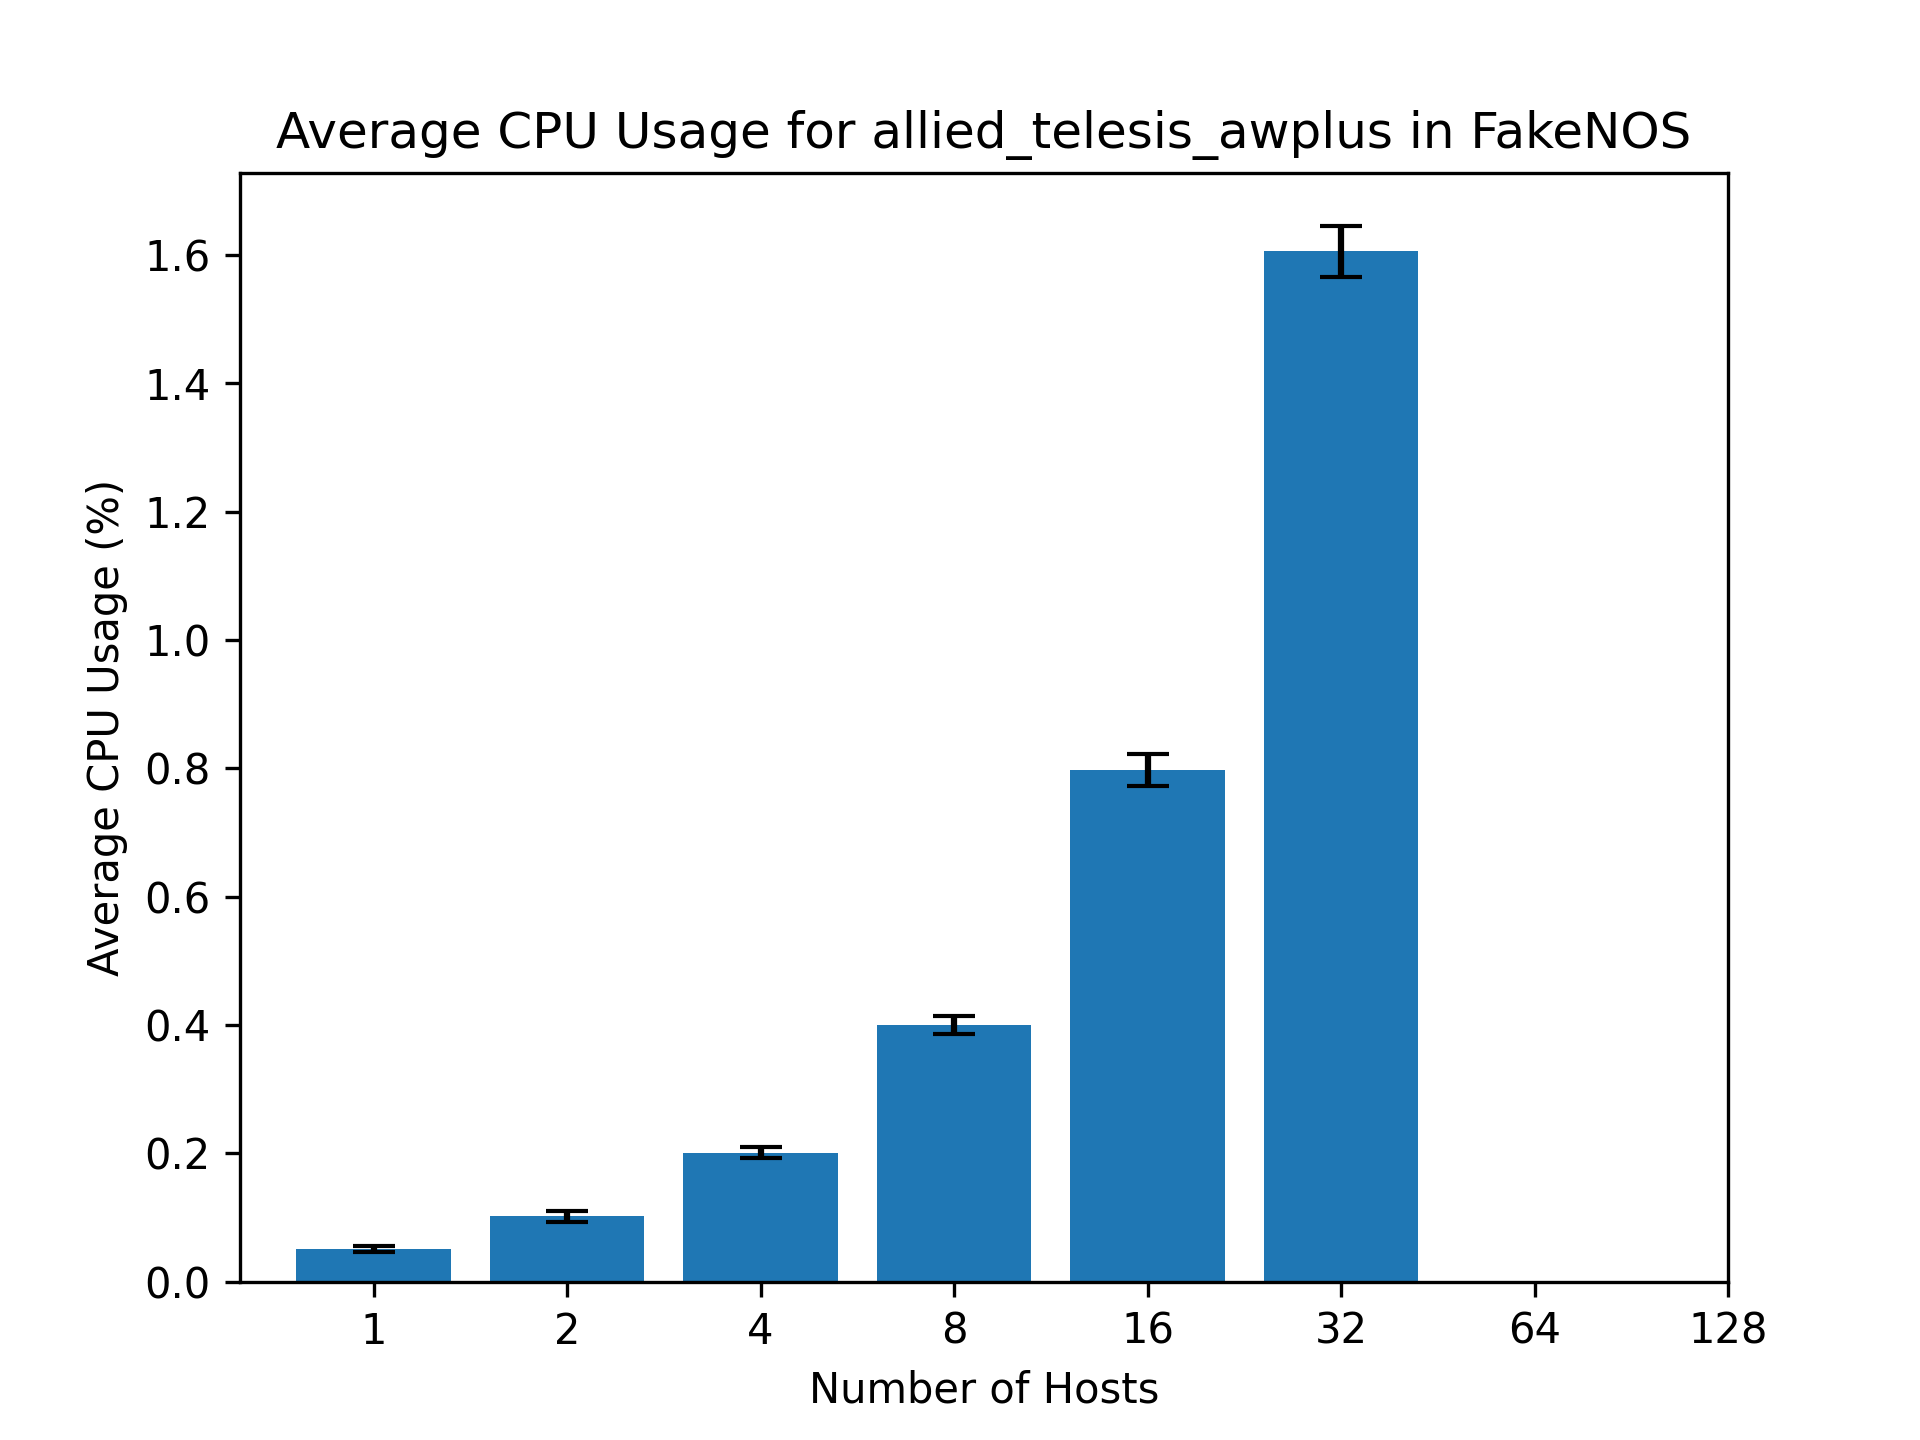 Average CPU Usage for allied_telesis_awplus in FakeNOS
Average CPU Usage (%)
1.6
1.4
1.2
1.0
0.8
0.6
0.4
0.2
0.0
1 2 4 8 16 32 64 128
Number of Hosts